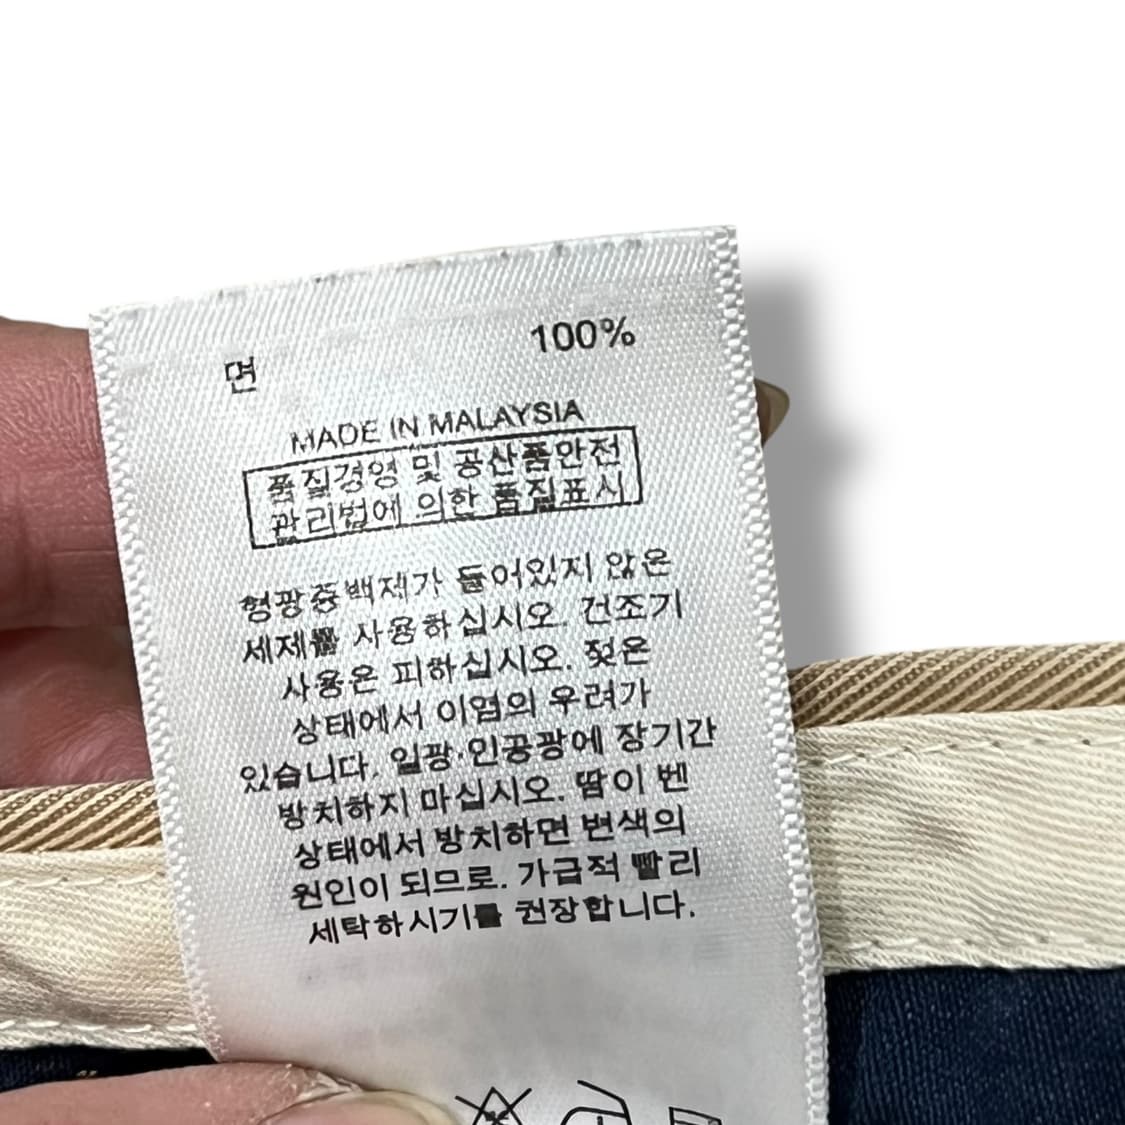 면 100%
MADE IN MALAYSIA
품질경영 및 공산품안전
관리법에 의한 품질표시
형광증백제가 들어있지 않은
세제를 사용하십시오. 건조기
사용은 피하십시오. 젖은
상태에서 이염의 우려가
있습니다. 일광·인공광에 장기간
방치하지 마십시오. 땀이 벤
상태에서 방치하면 변색의
원인이 되므로. 가급적 빨리
세탁하시기를 권장합니다.